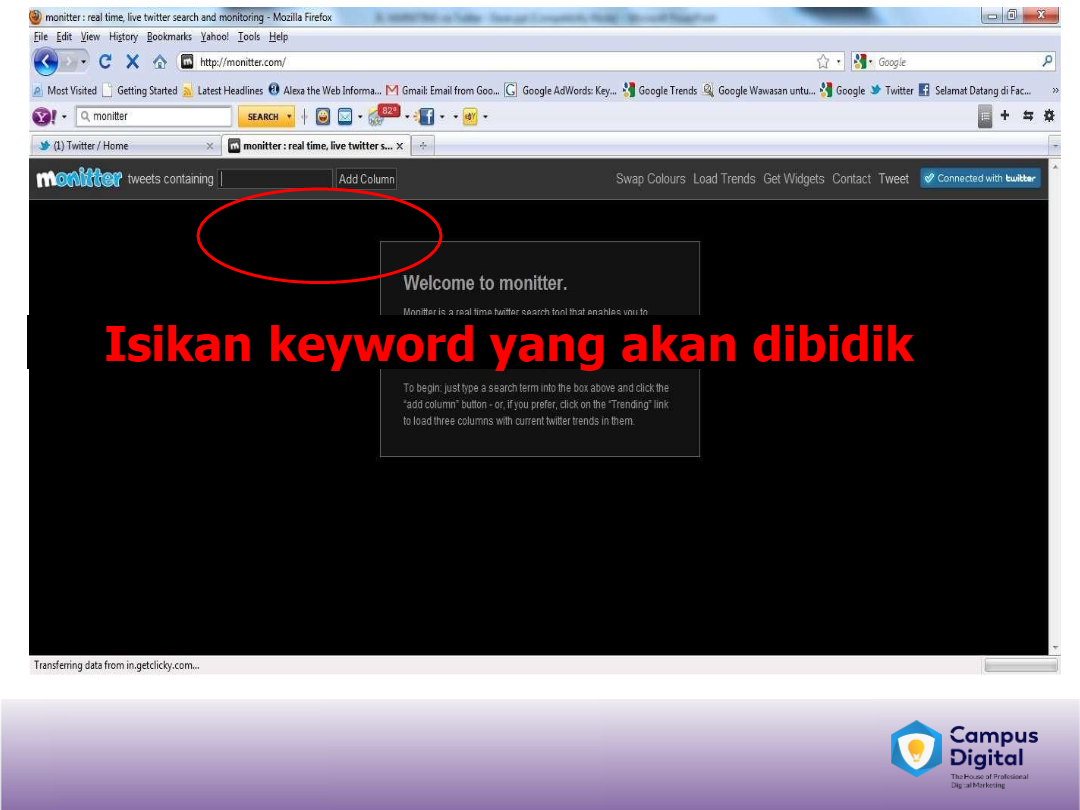 monitter : real time, live twitter search and monitoring - Mozilla Firefox
File Edit View History Bookmarks Yahoo! Tools Help
http://monitter.com/ Google
Most Visited Getting Started Latest Headlines Alexa the Web Informa... Gmail: Email from Goo... Google AdWords: Key... Google Trends Google Wawasan untu... Google Twitter Selamat Datang di Fac... »
Y! monitter SEARCH 82°
(1) Twitter / Home monitter : real time, live twitter s...
monitter tweets containing Add Column Swap Colours Load Trends Get Widgets Contact Tweet Connected with twitter
Welcome to monitter.
Monitter is a real time twitter search tool that enables you to
Isikan keyword yang akan dibidik
To begin: just type a search term into the box above and click the
"add column" button - or, if you prefer, click on the "Trending" link
to load three columns with current twitter trends in them.
Transferring data from in.getclicky.com...
Campus
Digital
The House of Profesional
Digital Marketing